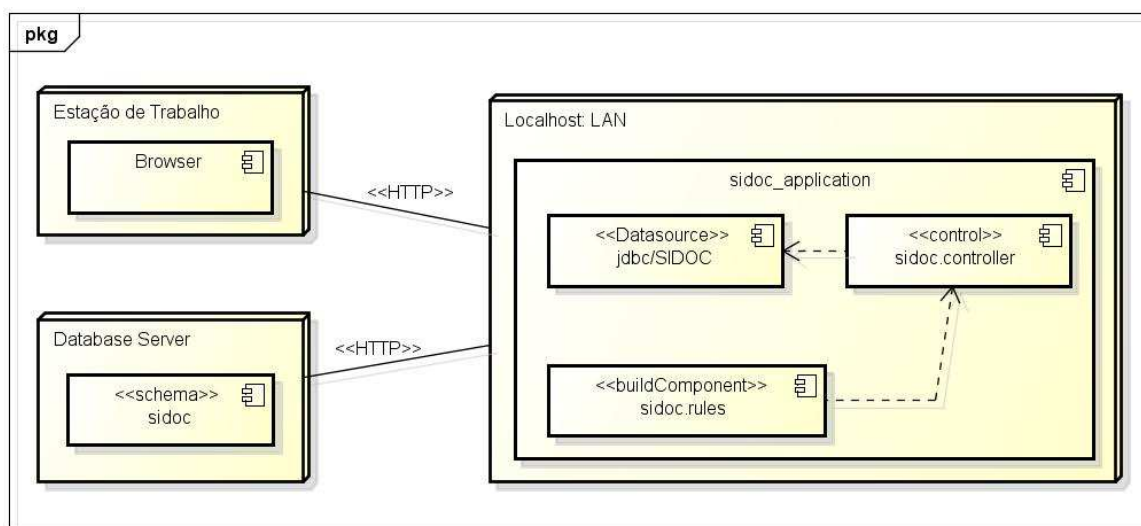 pkg
Estação de Trabalho
Browser
<<HTTP>>
Database Server
<<schema>>
sidoc
<<HTTP>>
Localhost: LAN
sidoc_application
<<Datasource>>
jdbc/SIDOC
<<control>>
sidoc.controller
<<buildComponent>>
sidoc.rules